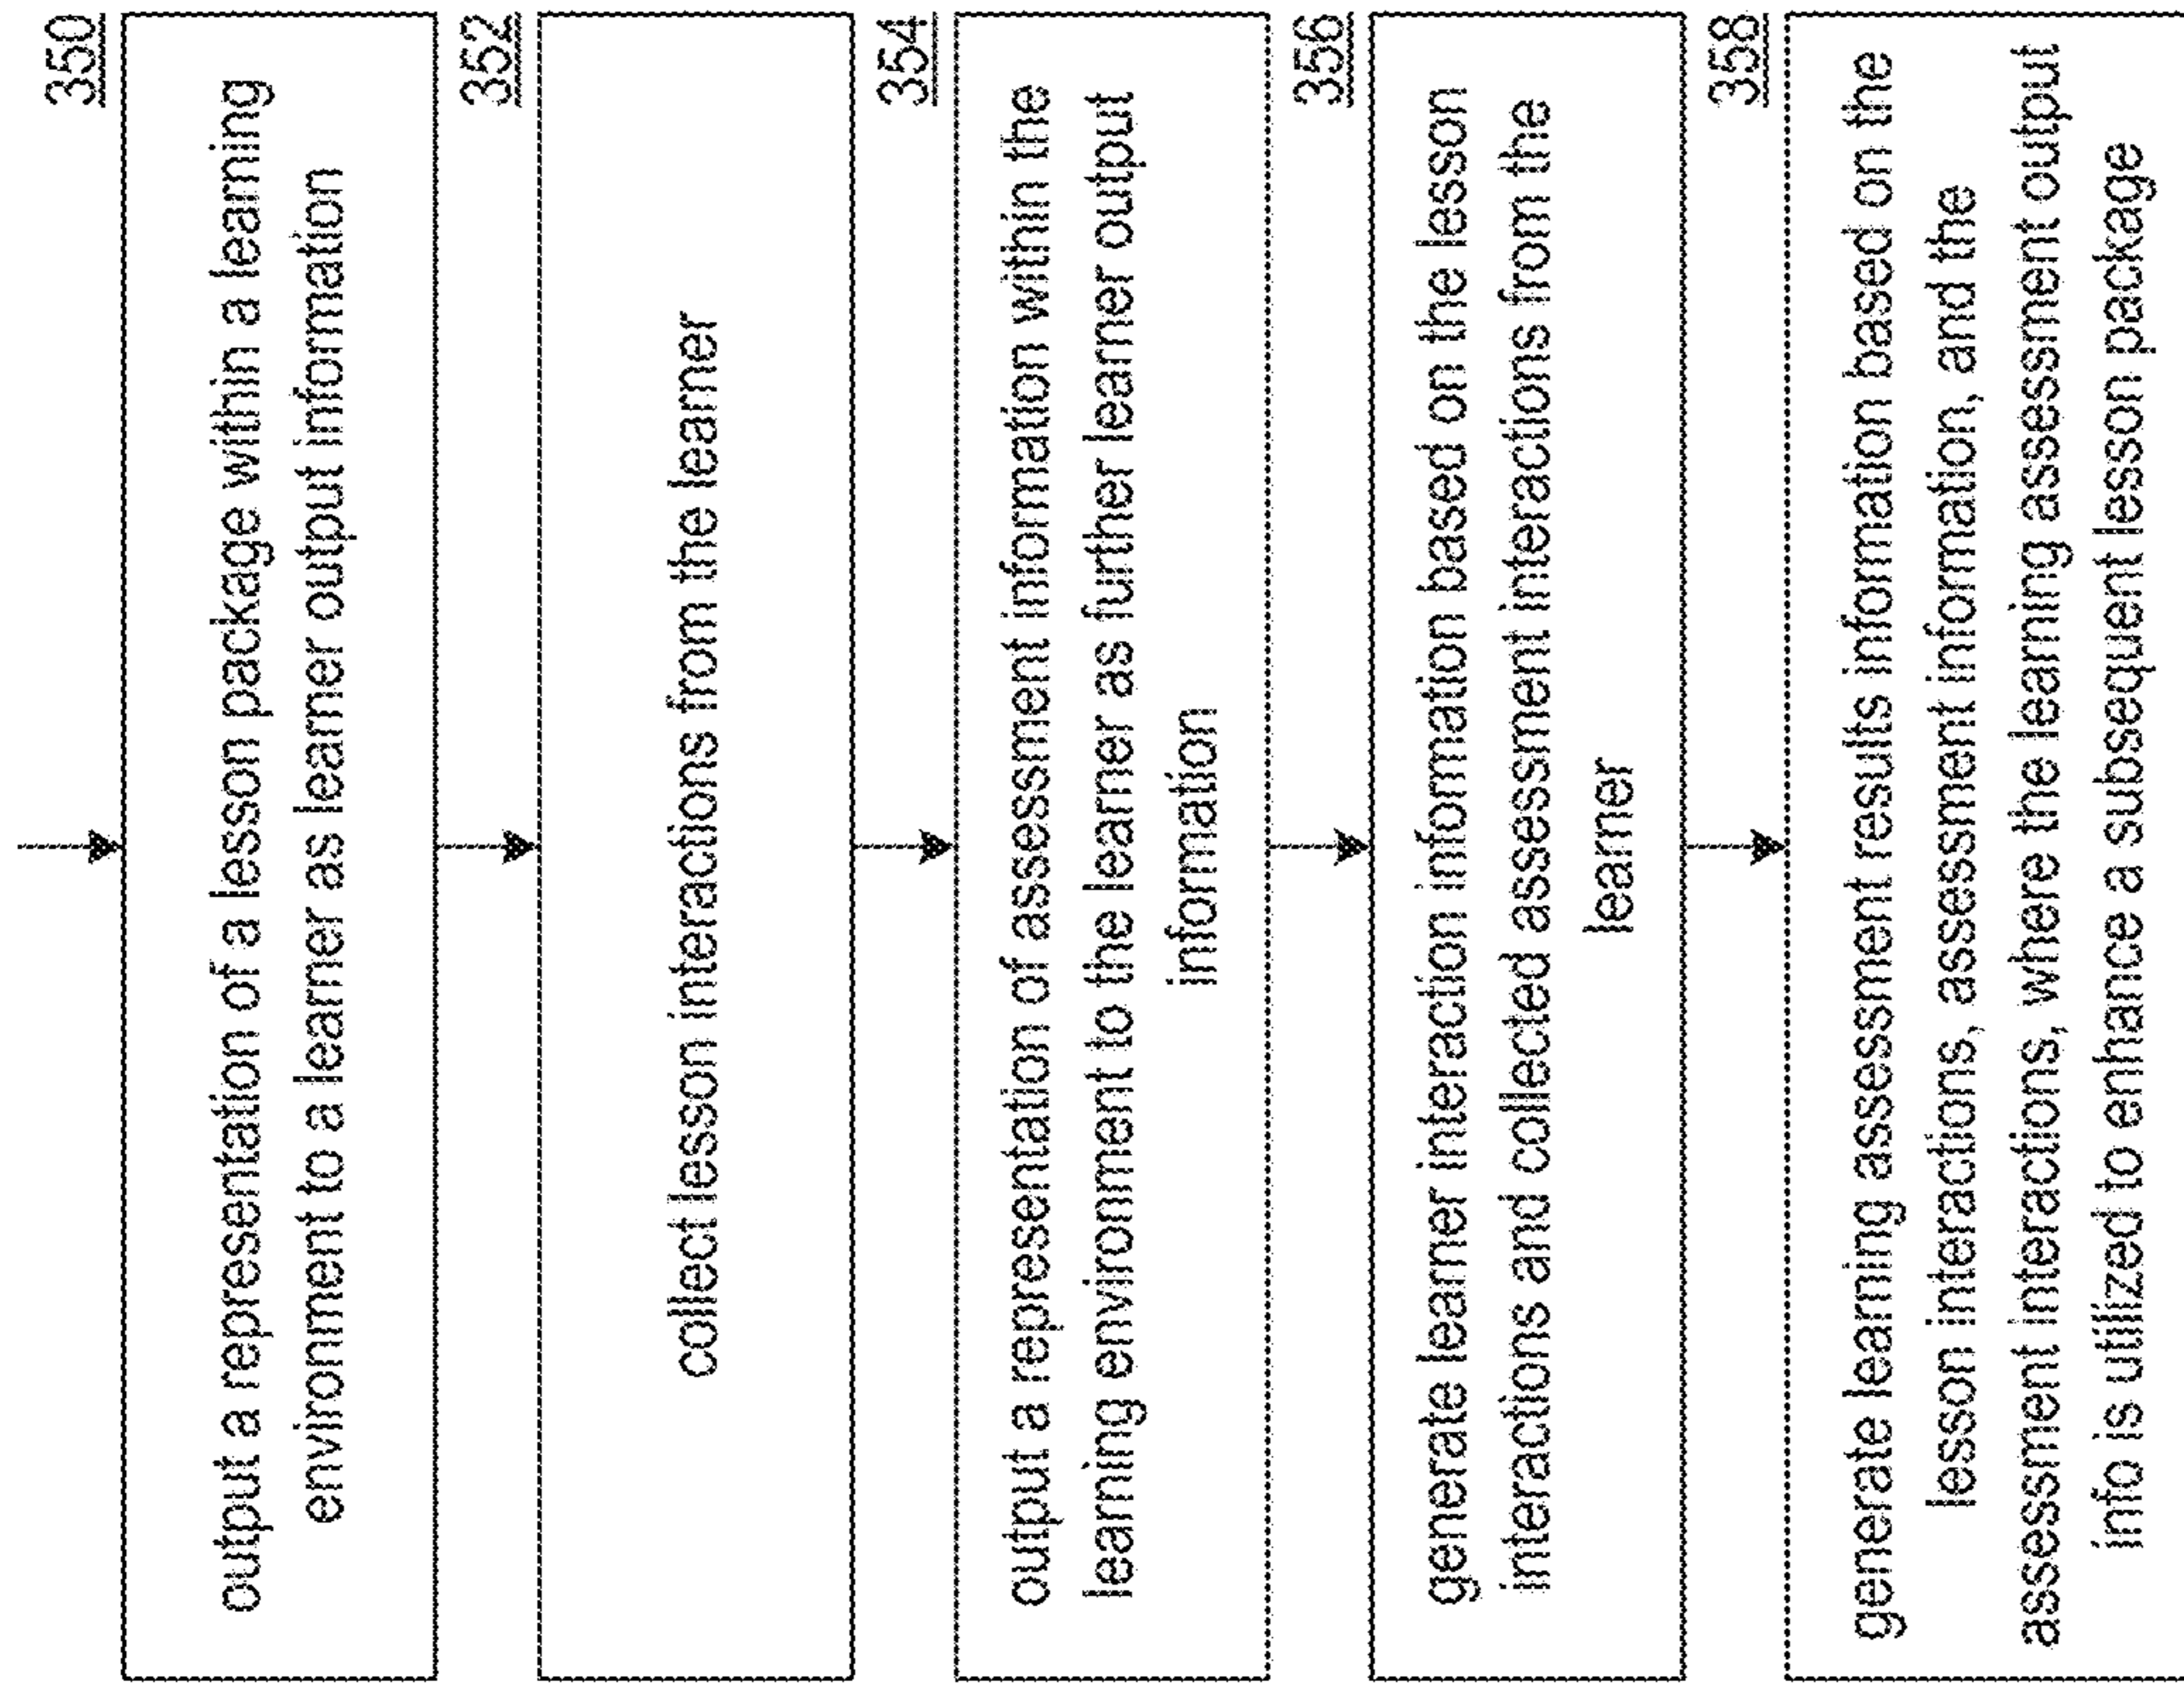 350
output a representation of a lesson package within a learning
environment to a learner as learner output information
352
collect lesson interactions from the learner
354
output a representation of assessment information within the
learning environment to the learner as further learner output
information
356
generate learner interaction information based on the lesson
interactions and collected assessment interactions from the
learner
358
generate learning assessment results information based on the
lesson interactions, assessment information, and the
assessment interactions, where the learning assessment output
info is utilized to enhance a subsequent lesson package